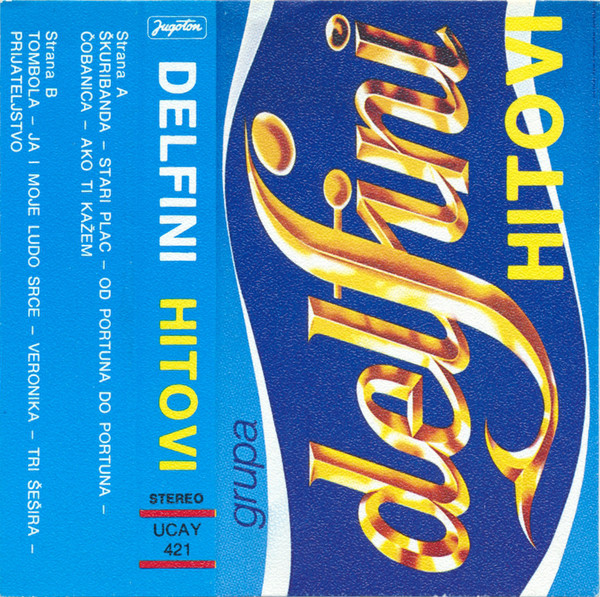 Jugoton
DELFINI HITOVI
STEREO
UCAY
421
Strana A
ŠKURIBANDA – STARI PLAC – OD PORTUNA DO PORTUNA –
ČOBANICA – AKO TI KAŽEM
Strana B
TOMBOLA – JA I MOJE LUDO SRCE – VERONIKA – TRI ŠEŠIRA –
PRIJATELJSTVO
grupa
delfini
HITOVI